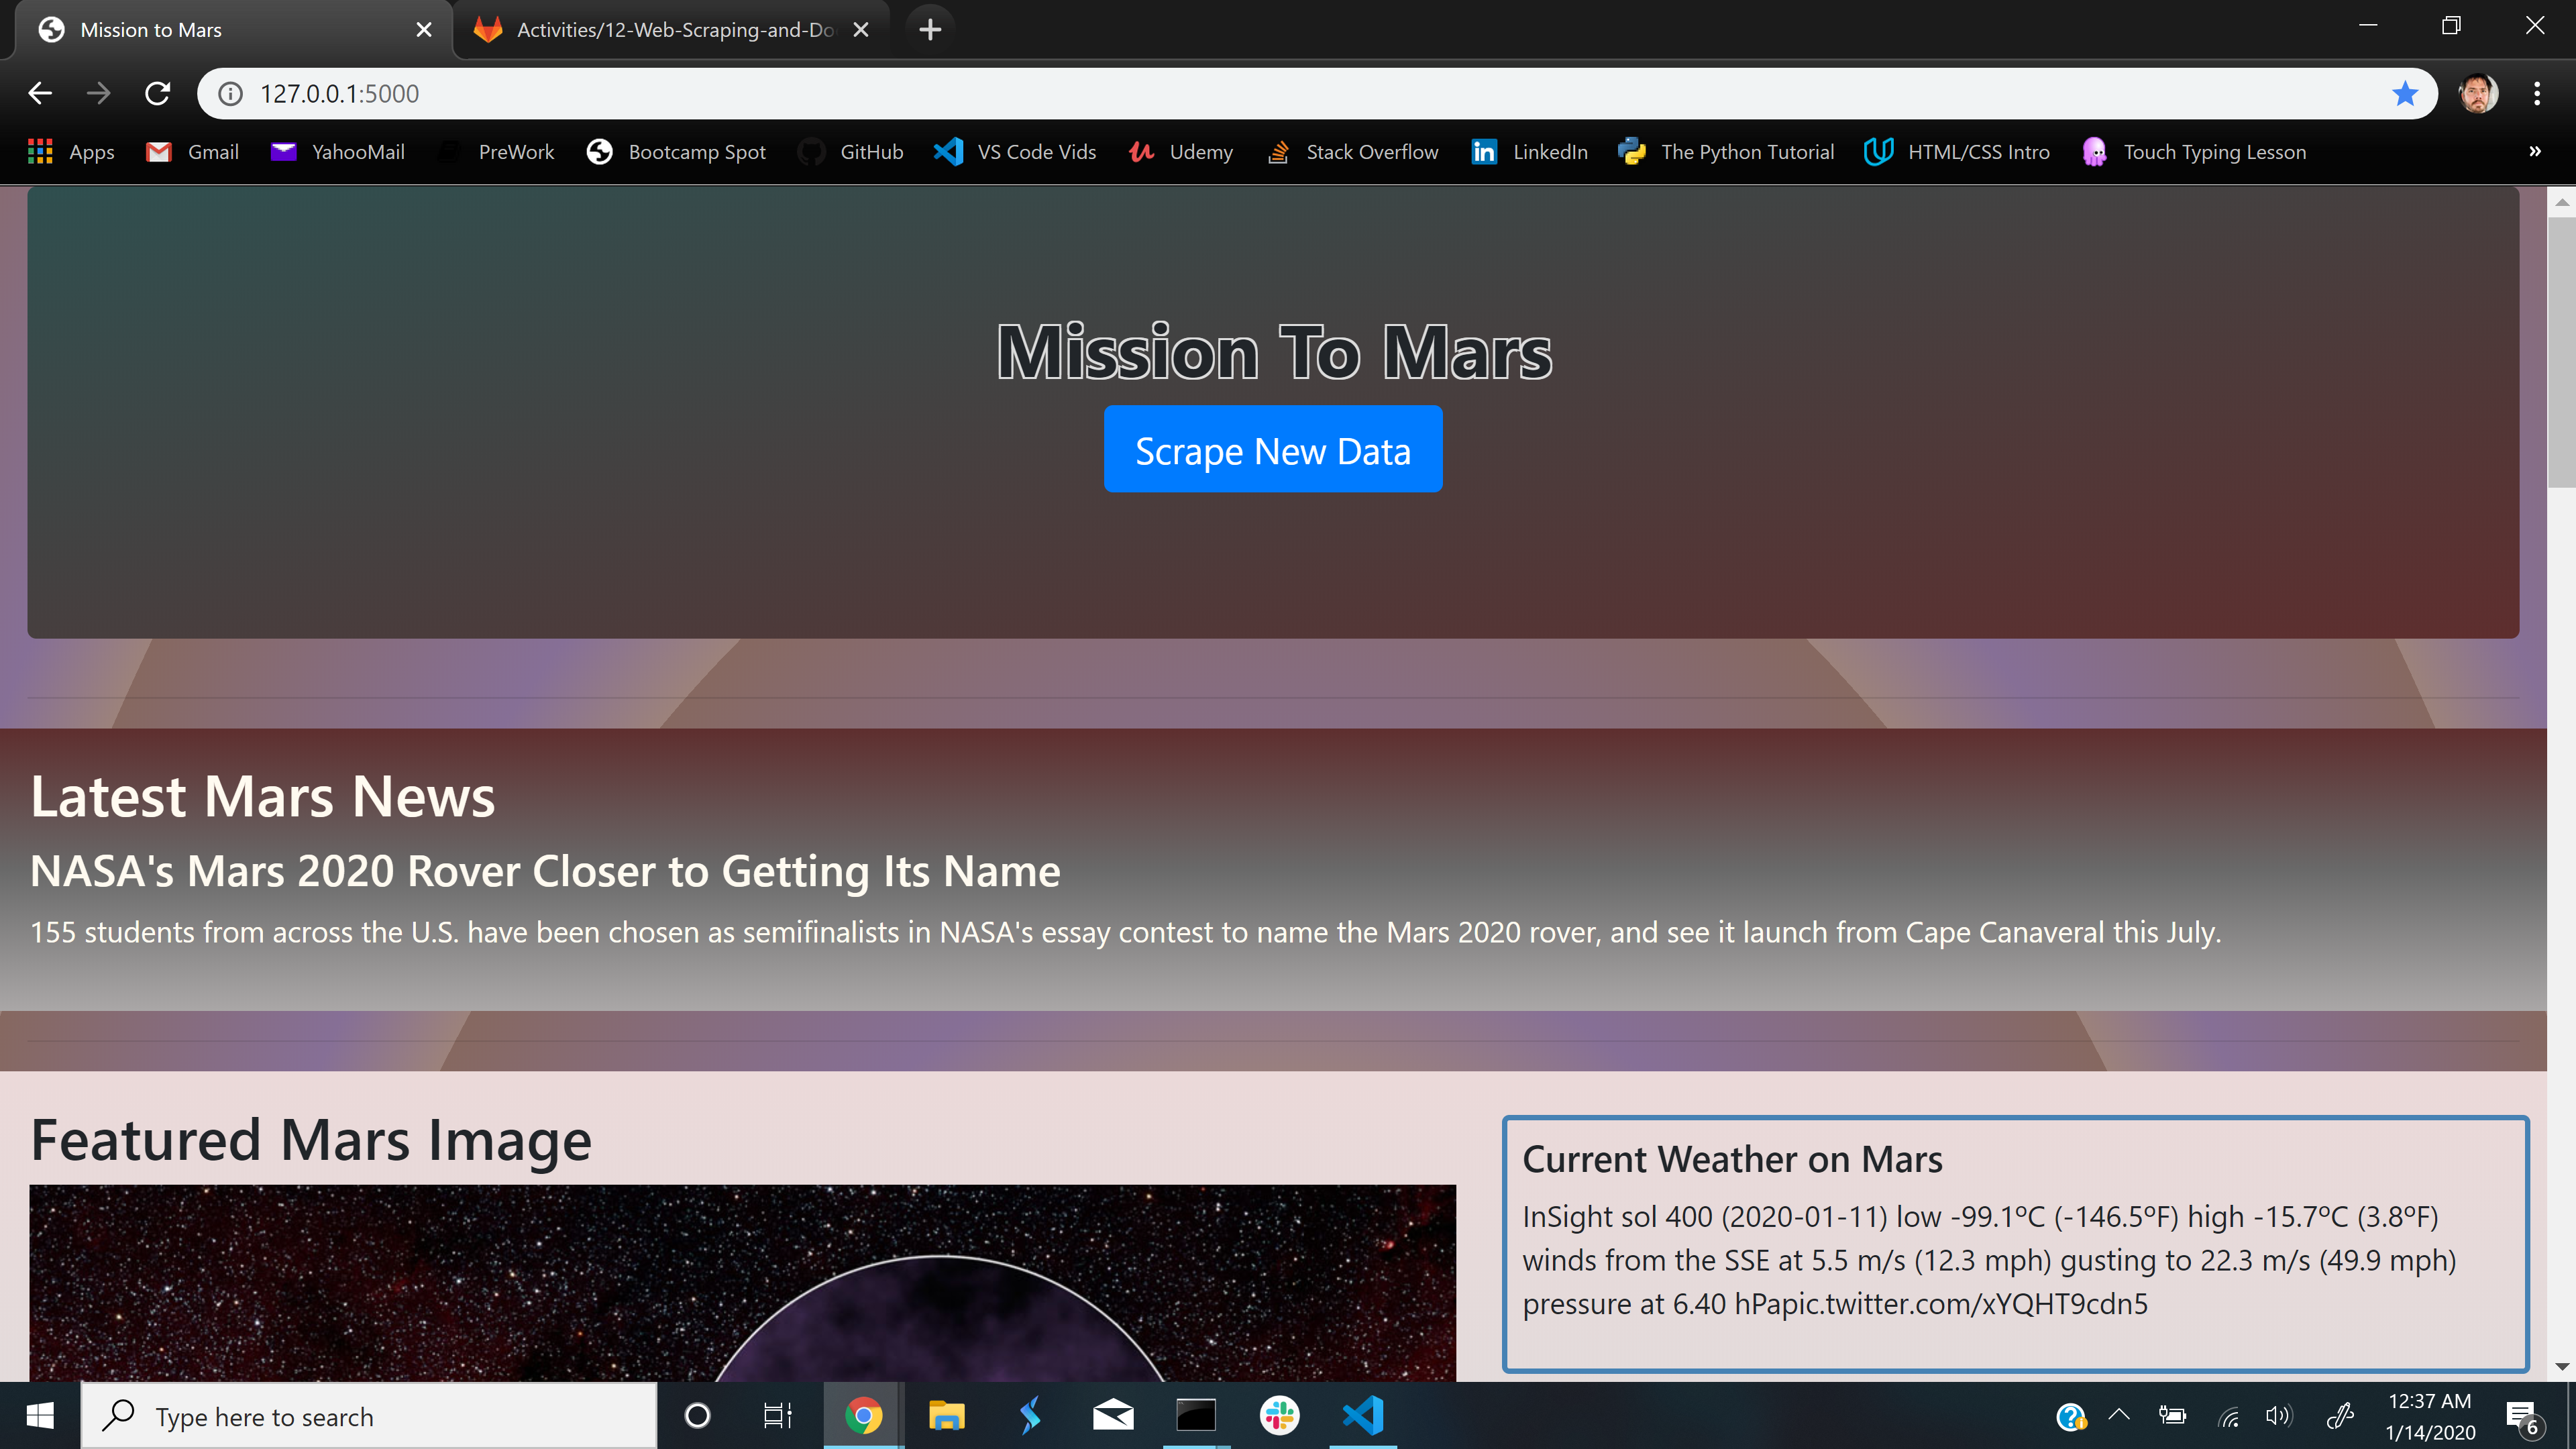 Mission to Mars
Activities/12-Web-Scraping-and-Do
127.0.0.1:5000
Apps Gmail YahooMail PreWork Bootcamp Spot GitHub VS Code Vids Udemy Stack Overflow LinkedIn The Python Tutorial HTML/CSS Intro Touch Typing Lesson »
Mission To Mars
Scrape New Data
Latest Mars News
NASA's Mars 2020 Rover Closer to Getting Its Name
155 students from across the U.S. have been chosen as semifinalists in NASA's essay contest to name the Mars 2020 rover, and see it launch from Cape Canaveral this July.
Featured Mars Image
Current Weather on Mars
InSight sol 400 (2020-01-11) low -99.1ºC (-146.5ºF) high -15.7ºC (3.8ºF)
winds from the SSE at 5.5 m/s (12.3 mph) gusting to 22.3 m/s (49.9 mph)
pressure at 6.40 hPapic.twitter.com/xYQHT9cdn5
Type here to search
12:37 AM
1/14/2020
6